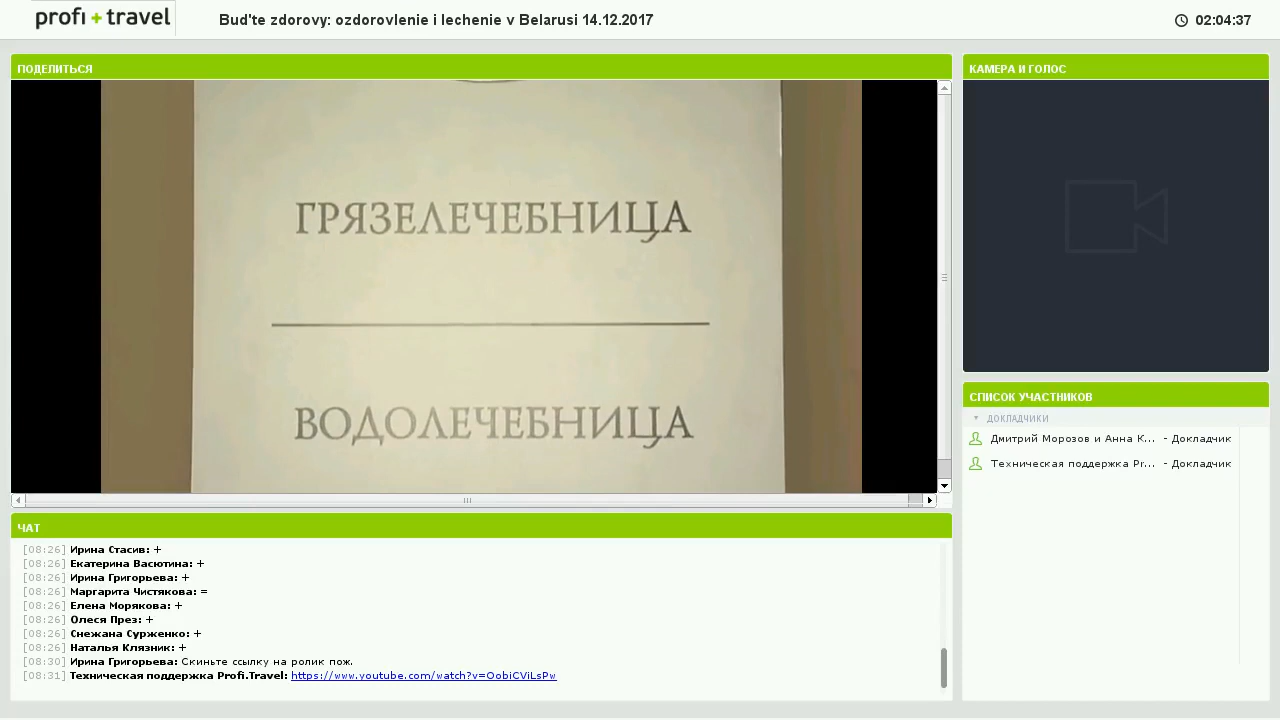 profi + travel
Bud'te zdorovy: ozdorovlenie i lechenie v Belarusi 14.12.2017
02:04:37
ПОДЕЛИТЬСЯ
ГРЯЗЕЛЕЧЕБНИЦА
ВОДОЛЕЧЕБНИЦА
КАМЕРА И ГОЛОС
СПИСОК УЧАСТНИКОВ
ДОКЛАДЧИКИ
Дмитрий Морозов и Анна К... - Докладчик
Техническая поддержка Pr... - Докладчик
ЧАТ
[08:26] Ирина Стасив: +
[08:26] Екатерина Васютина: +
[08:26] Ирина Григорьева: +
[08:26] Маргарита Чистякова: =
[08:26] Елена Морякова: +
[08:26] Олеся През: +
[08:26] Снежана Сурженко: +
[08:26] Наталья Клязник: +
[08:30] Ирина Григорьева: Скиньте ссылку на ролик пож.
[08:31] Техническая поддержка Profi.Travel: https://www.youtube.com/watch?v=OobiCViLsPw